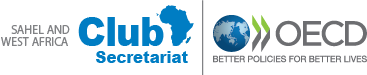 SAHEL AND
WEST AFRICA
Club
Secretariat
OECD
BETTER POLICIES FOR BETTER LIVES